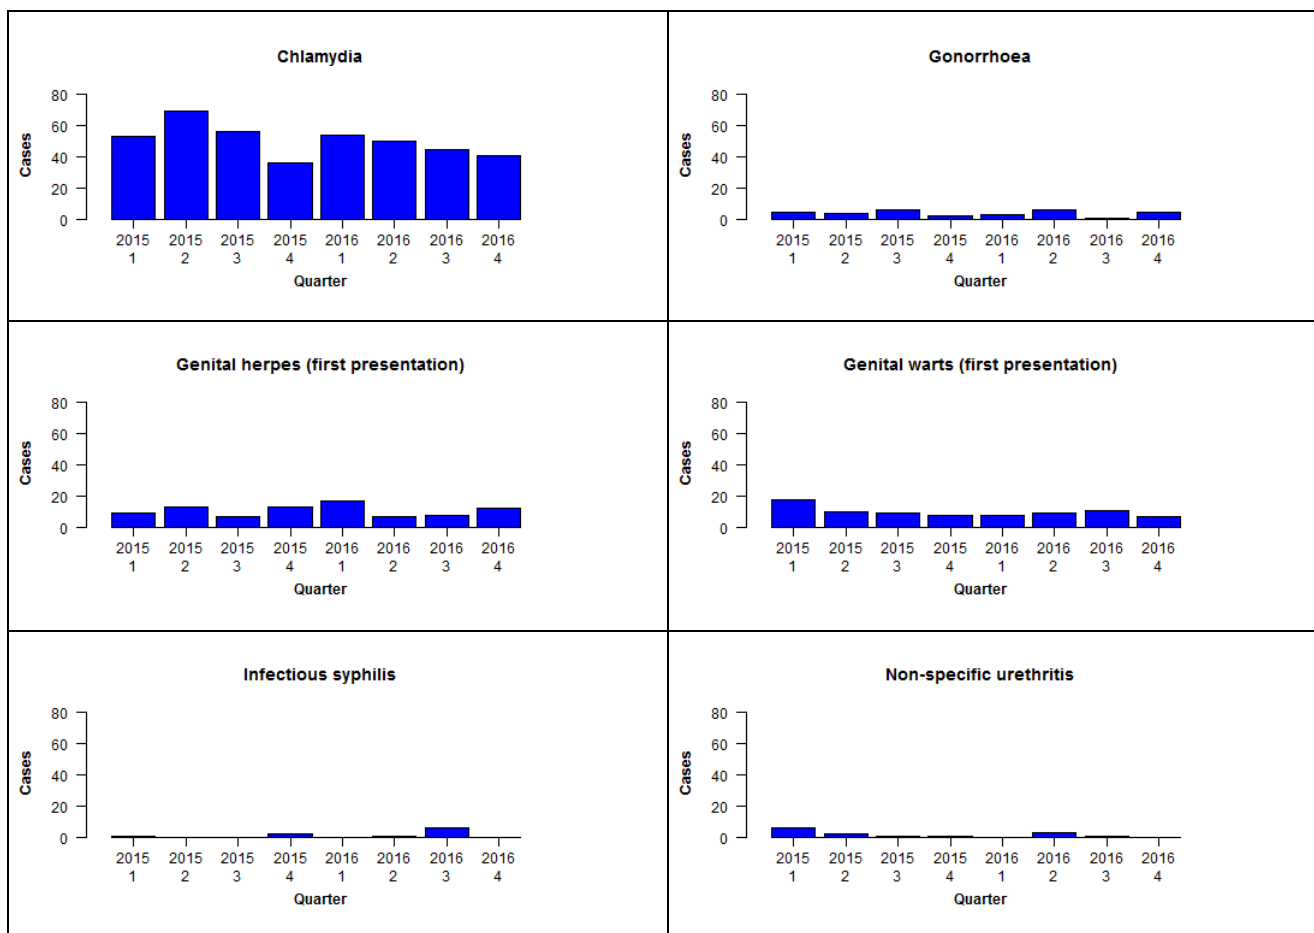 Chlamydia
80
60
40
20
0
Cases
2015 2015 2015 2015 2016 2016 2016 2016
1 2 3 4 1 2 3 4
Quarter
Gonorrhoea
80
60
40
20
0
Cases
2015 2015 2015 2015 2016 2016 2016 2016
1 2 3 4 1 2 3 4
Quarter
Genital herpes (first presentation)
80
60
40
20
0
Cases
2015 2015 2015 2015 2016 2016 2016 2016
1 2 3 4 1 2 3 4
Quarter
Genital warts (first presentation)
80
60
40
20
0
Cases
2015 2015 2015 2015 2016 2016 2016 2016
1 2 3 4 1 2 3 4
Quarter
Infectious syphilis
80
60
40
20
0
Cases
2015 2015 2015 2015 2016 2016 2016 2016
1 2 3 4 1 2 3 4
Quarter
Non-specific urethritis
80
60
40
20
0
Cases
2015 2015 2015 2015 2016 2016 2016 2016
1 2 3 4 1 2 3 4
Quarter